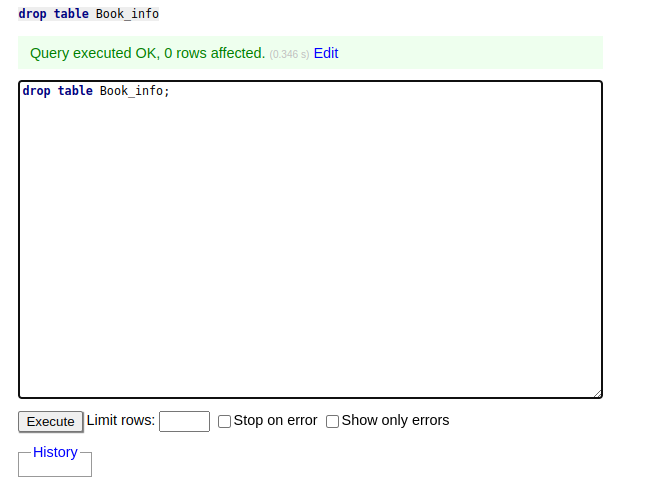 drop table Book_info
Query executed OK, 0 rows affected. (0.346 s) Edit
drop table Book_info;
Execute Limit rows: Stop on error Show only errors
History